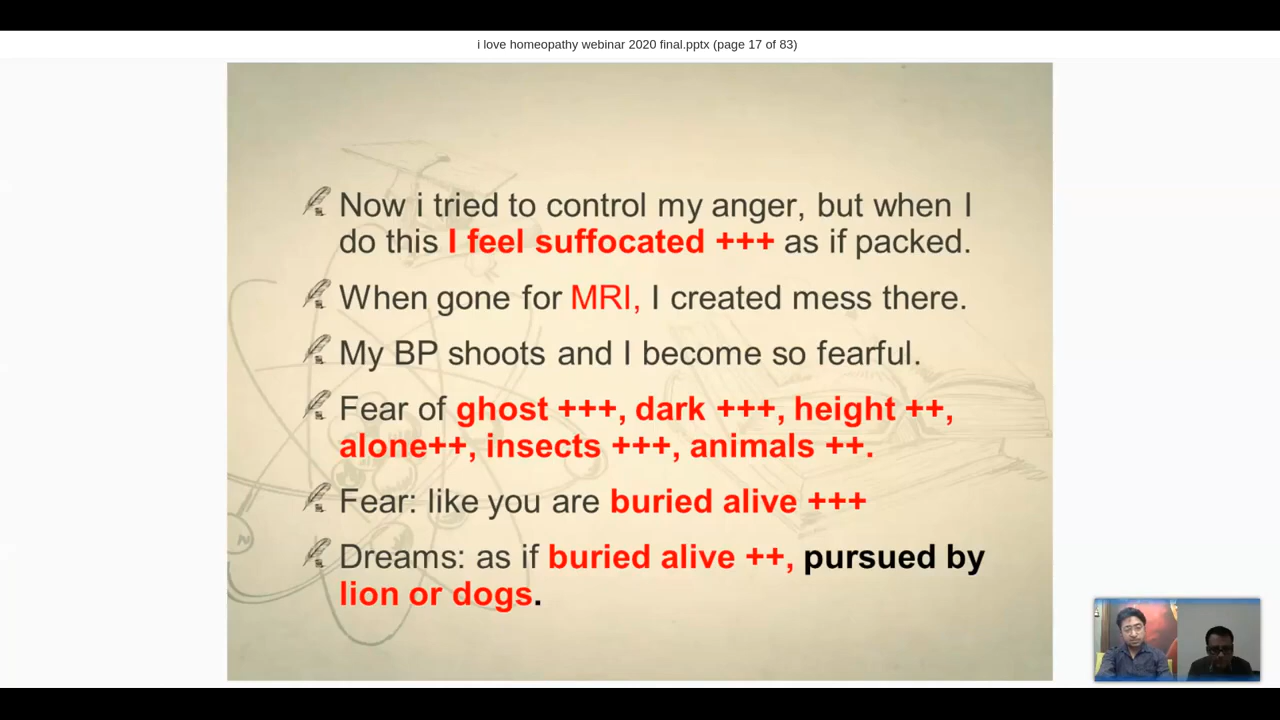 i love homeopathy webinar 2020 final.pptx (page 17 of 83)
Now i tried to control my anger, but when I
do this I feel suffocated +++ as if packed.
When gone for MRI, I created mess there.
My BP shoots and I become so fearful.
Fear of ghost +++, dark +++, height ++,
alone++, insects +++, animals ++.
Fear: like you are buried alive +++
Dreams: as if buried alive ++, pursued by
lion or dogs.
N